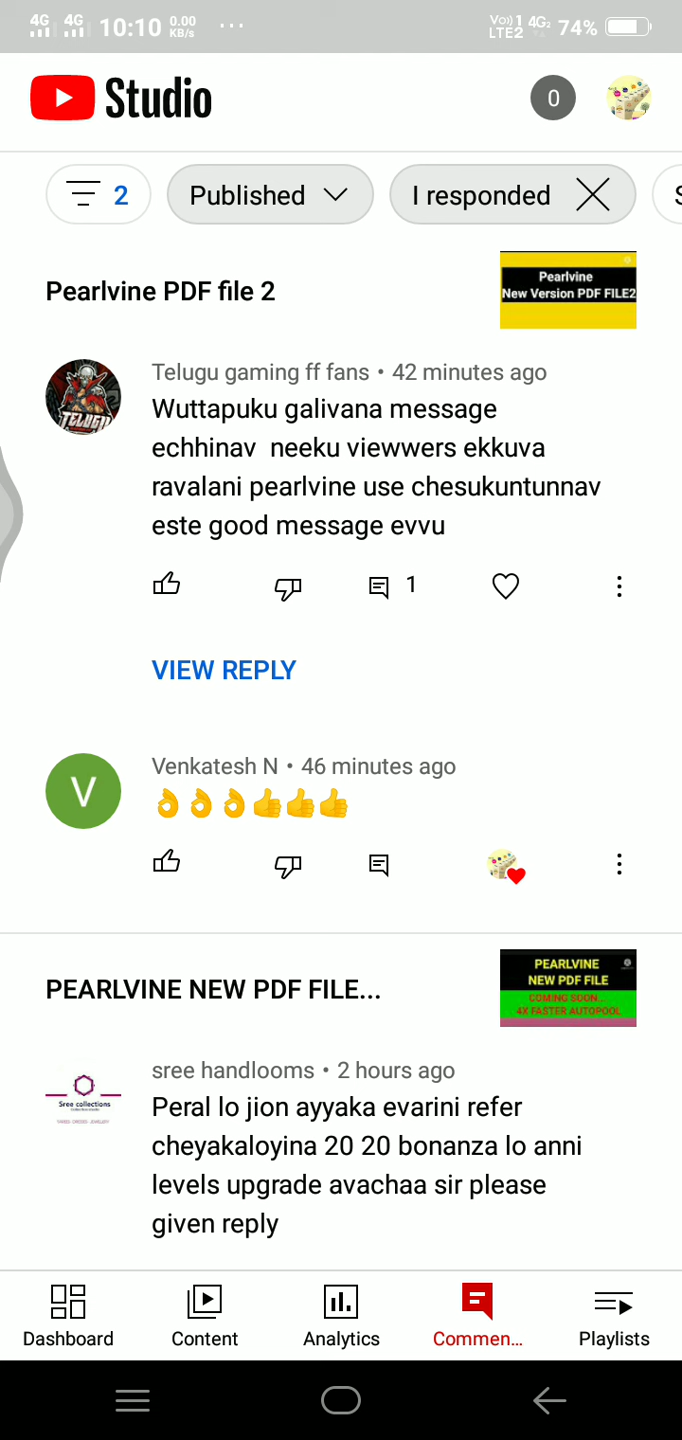 4G 4G 10:10 0.00 KB/s ... Vo)) 1 4G2 LTE2 74%
Studio 0
2 Published I responded
Pearlvine PDF file 2
Pearlvine
New Version PDF FILE2
Telugu gaming ff fans • 42 minutes ago
Wuttapuku galivana message
echhinav neeku viewwers ekkuva
ravalani pearlvine use chesukuntunnav
este good message evvu
TELUGU
1
VIEW REPLY
V
Venkatesh N • 46 minutes ago
👌👌👌👍👍👍
PEARLVINE NEW PDF FILE...
PEARLVINE
NEW PDF FILE
COMING SOON...
4X FASTER AUTOPOOL
sree handlooms • 2 hours ago
Sree collections
Peral lo jion ayyaka evarini refer
cheyakaloyina 20 20 bonanza lo anni
levels upgrade avachaa sir please
given reply
Dashboard Content Analytics Commen... Playlists